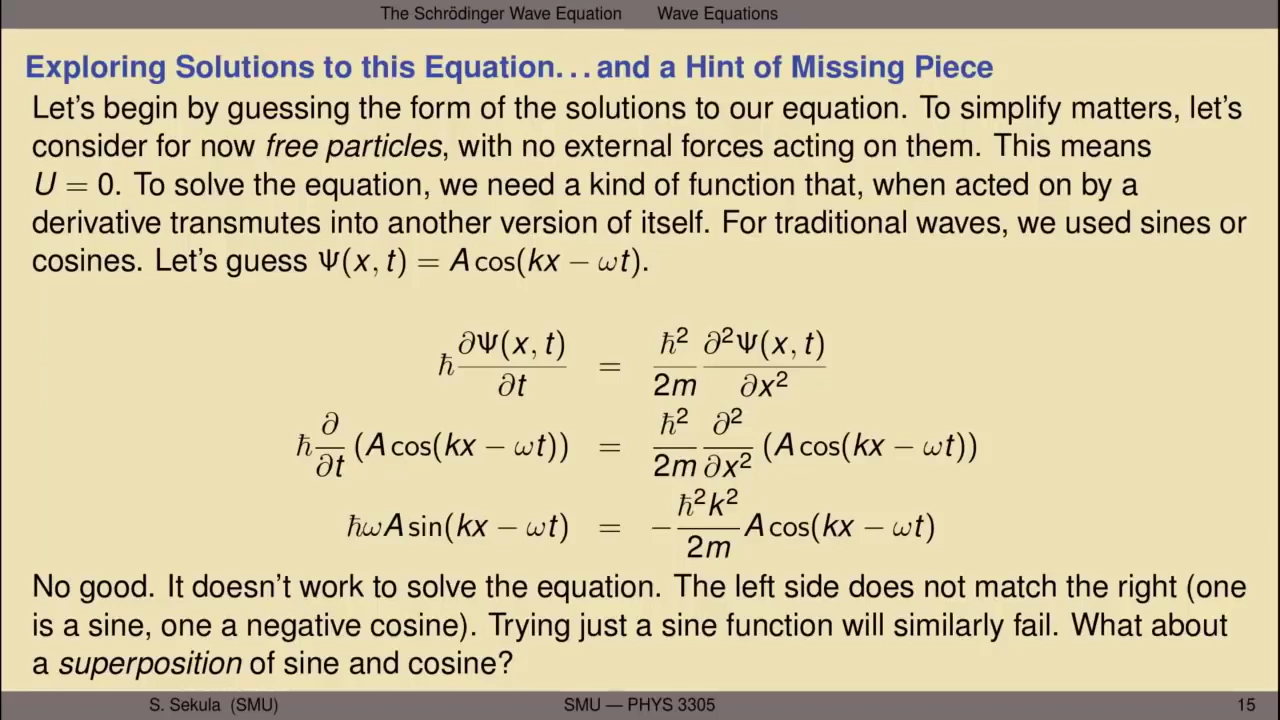 The Schrödinger Wave Equation Wave Equations
Exploring Solutions to this Equation...and a Hint of Missing Piece
Let's begin by guessing the form of the solutions to our equation. To simplify matters, let's
consider for now free particles, with no external forces acting on them. This means
U = 0. To solve the equation, we need a kind of function that, when acted on by a
derivative transmutes into another version of itself. For traditional waves, we used sines or
cosines. Let's guess Ψ(x, t) = A cos(kx − ωt).
ℏ ∂Ψ(x, t)/∂t = ℏ²/2m ∂²Ψ(x, t)/∂x²
ℏ ∂/∂t (A cos(kx − ωt)) = ℏ²/2m ∂²/∂x² (A cos(kx − ωt))
ℏωA sin(kx − ωt) = −ℏ²k²/2m A cos(kx − ωt)
No good. It doesn't work to solve the equation. The left side does not match the right (one
is a sine, one a negative cosine). Trying just a sine function will similarly fail. What about
a superposition of sine and cosine?
S. Sekula (SMU) SMU — PHYS 3305 15